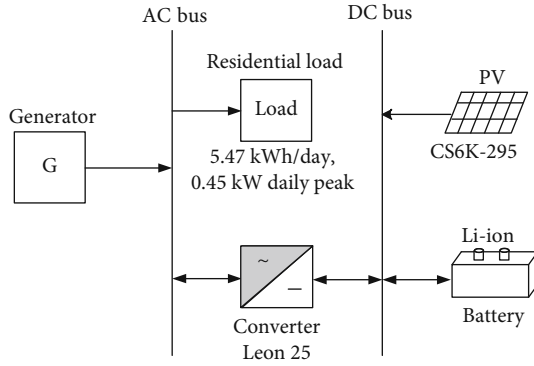 AC bus
DC bus
Residential load
Load
5.47 kWh/day,
0.45 kW daily peak
Generator
G
PV
CS6K-295
~
—
Converter
Leon 25
Li-ion
Battery